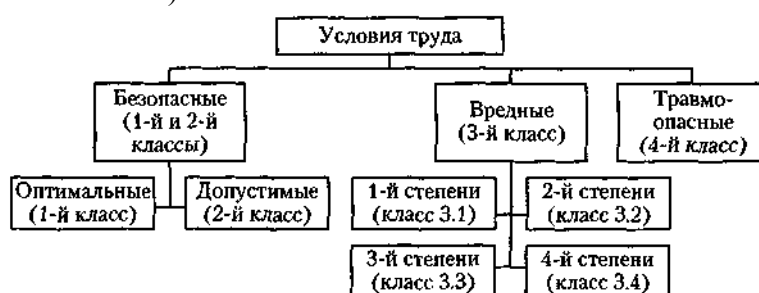 )
Условия труда
Безопасные
(1-й и 2-й
классы)
Вредные
(3-й класс)
Травмо-
опасные
(4-й класс)
Оптимальные
(1-й класс)
Допустимые
(2-й класс)
1-й степени
(класс 3.1)
2-й степени
(класс 3.2)
3-й степени
(класс 3.3)
4-й степени
(класс 3.4)